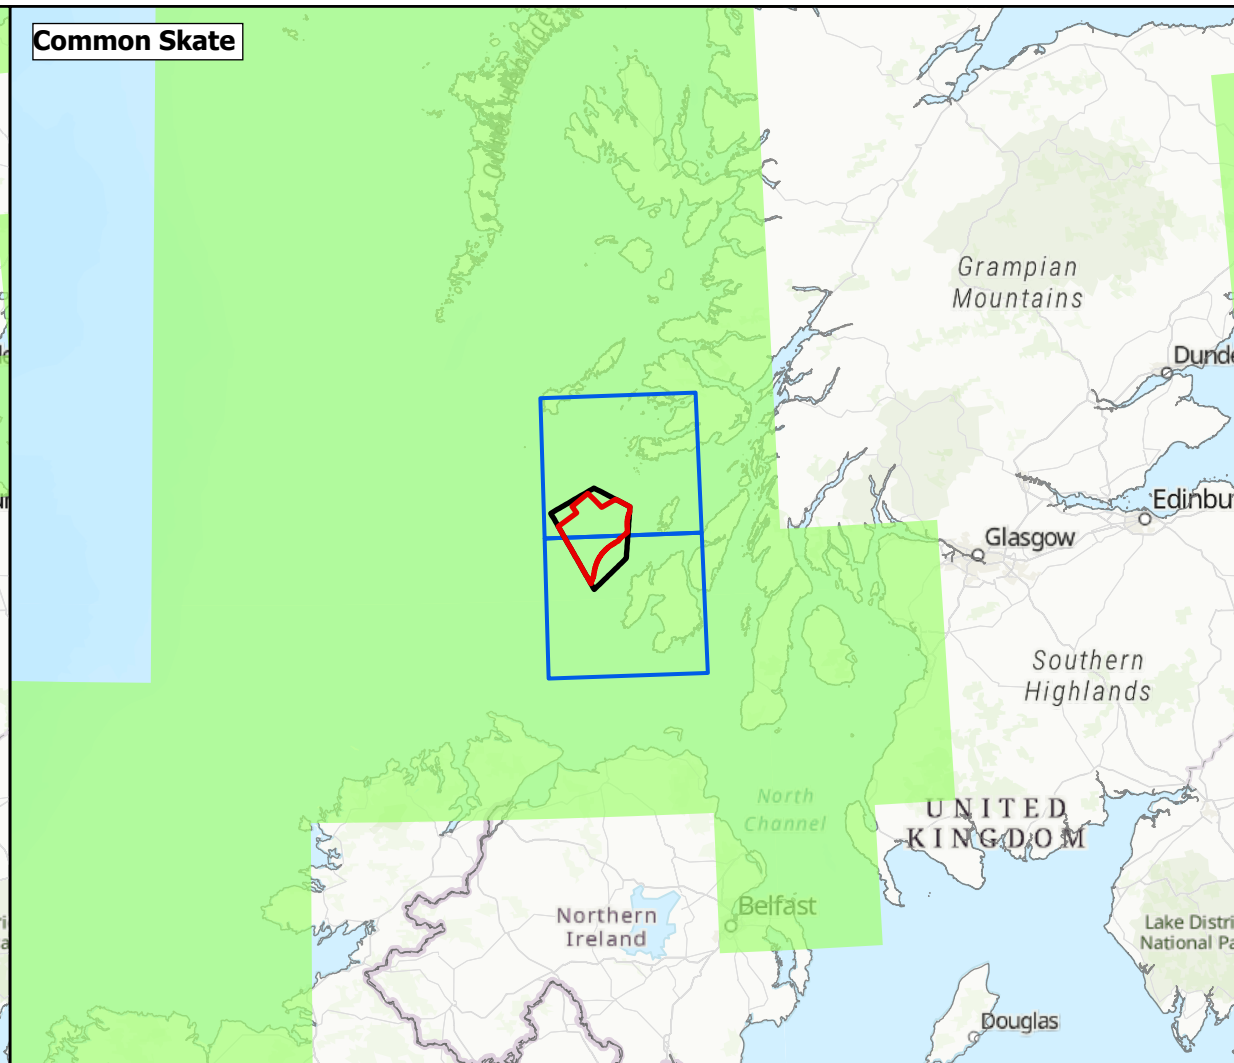 Common Skate
Grampian
Mountains
Dunde
Edinbu
Glasgow
Southern
Highlands
North
Channel
UNITED
KINGDOM
Belfast
Northern
Ireland
Lake Distri
National Pa
Douglas